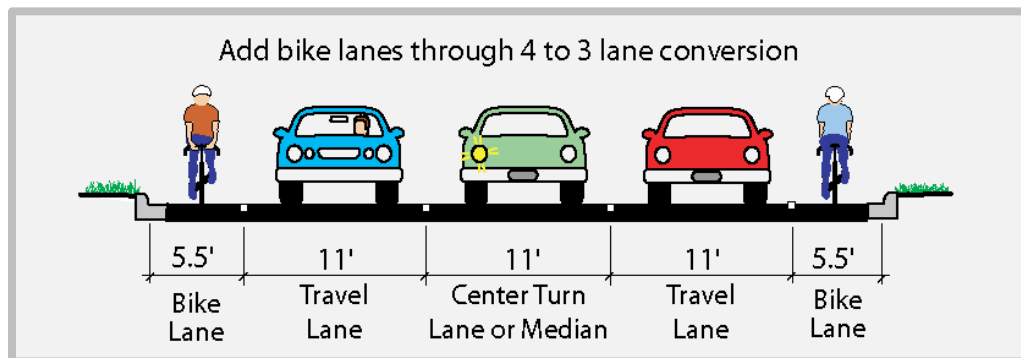 Add bike lanes through 4 to 3 lane conversion
5.5' 11' 11' 11' 5.5'
Bike Lane
Travel Lane
Center Turn Lane or Median
Travel Lane
Bike Lane